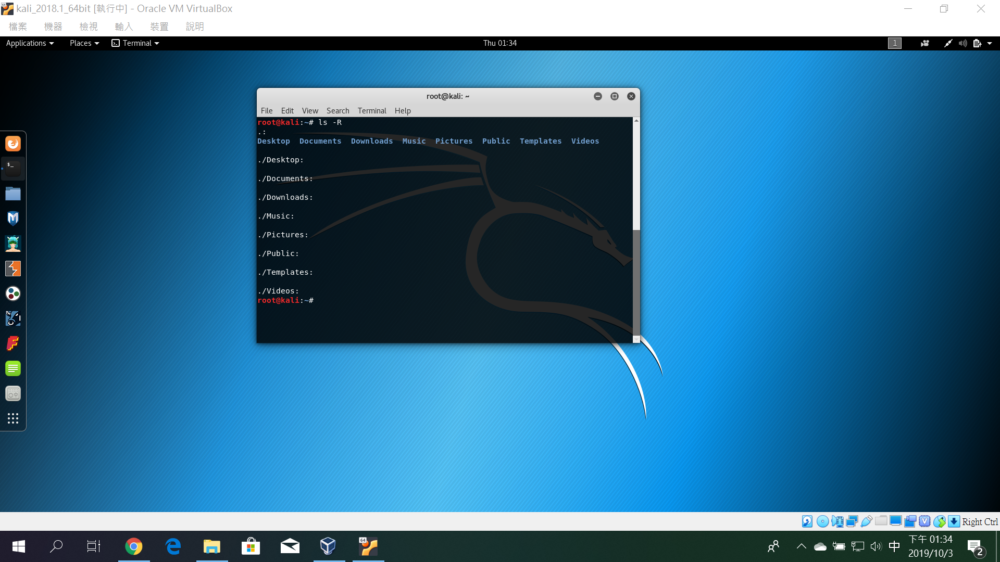 kali_2018.1_64bit [執行中] - Oracle VM VirtualBox
檔案 機器 檢視 輸入 裝置 說明
Applications Places Terminal Thu 01:34 1
root@kali: ~
File Edit View Search Terminal Help
root@kali:~# ls -R
.:
Desktop Documents Downloads Music Pictures Public Templates Videos
./Desktop:
./Documents:
./Downloads:
./Music:
./Pictures:
./Public:
./Templates:
./Videos:
root@kali:~#
$_
Right Ctrl
64
中
下午 01:34
2019/10/3
2